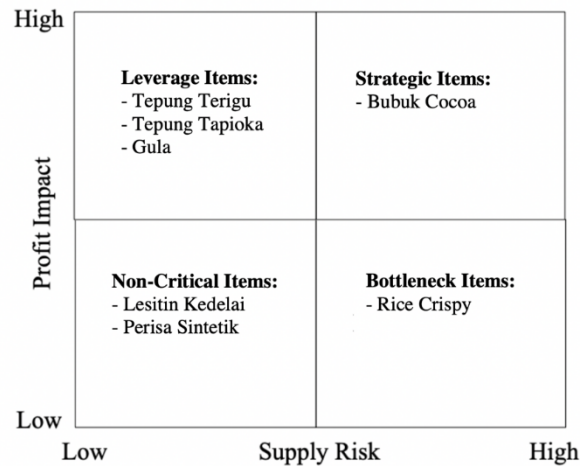 High
Leverage Items:
- Tepung Terigu
- Tepung Tapioka
- Gula
Strategic Items:
- Bubuk Cocoa
Profit Impact
Non-Critical Items:
- Lesitin Kedelai
- Perisa Sintetik
Bottleneck Items:
- Rice Crispy
Low
Low
Supply Risk
High